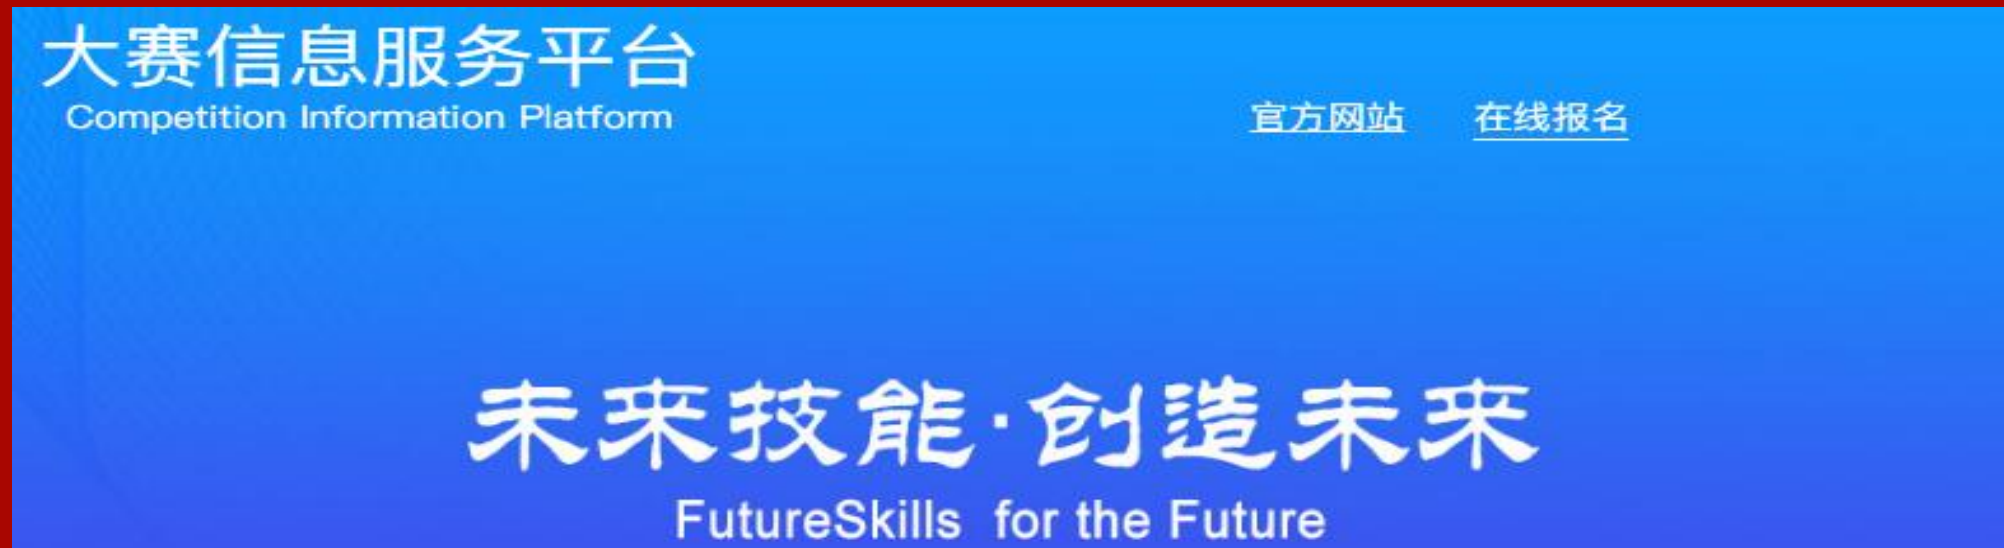 大赛信息服务平台
Competition Information Platform
官方网站 在线报名
未来技能·创造未来
FutureSkills for the Future